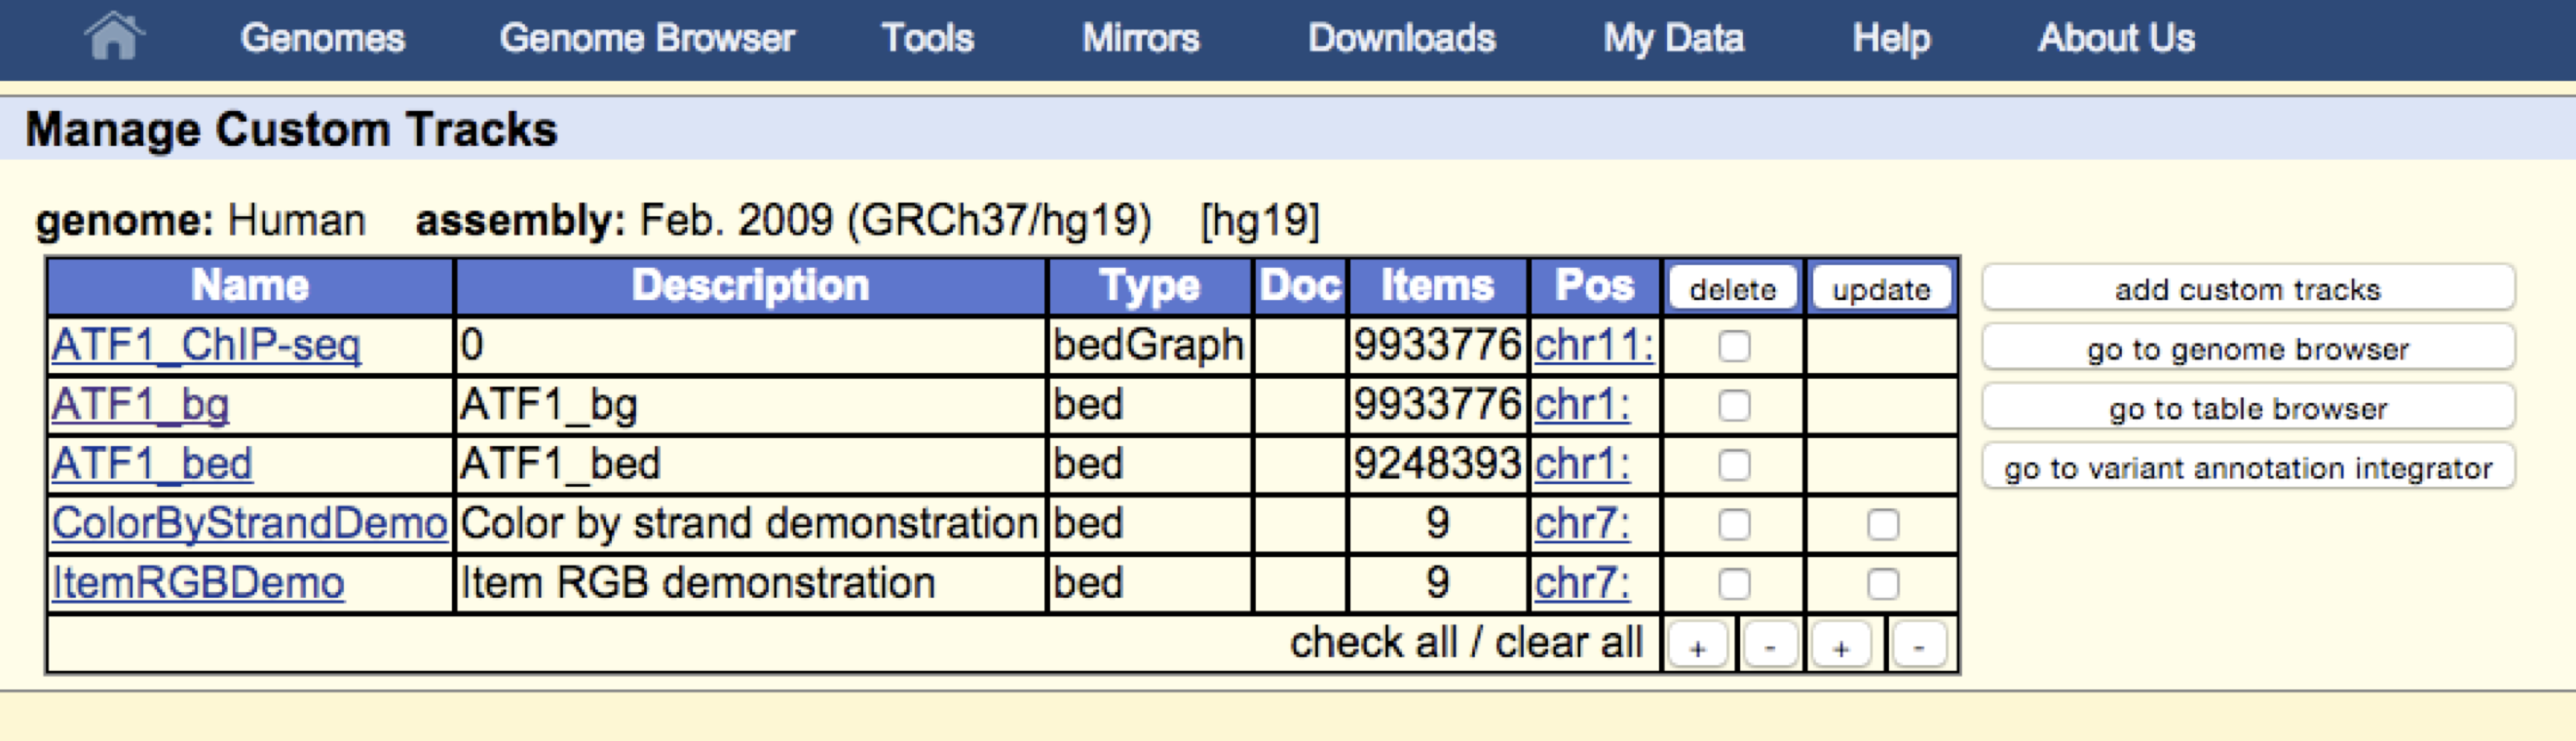 Genomes Genome Browser Tools Mirrors Downloads My Data Help About Us
Manage Custom Tracks
genome: Human assembly: Feb. 2009 (GRCh37/hg19) [hg19]
Name Description Type Doc Items Pos delete update add custom tracks
ATF1_ChIP-seq 0 bedGraph 9933776 chr11: go to genome browser
ATF1_bg ATF1_bg bed 9933776 chr1: go to table browser
ATF1_bed ATF1_bed bed 9248393 chr1: go to variant annotation integrator
ColorByStrandDemo Color by strand demonstration bed 9 chr7:
ItemRGBDemo Item RGB demonstration bed 9 chr7:
check all / clear all + - + -